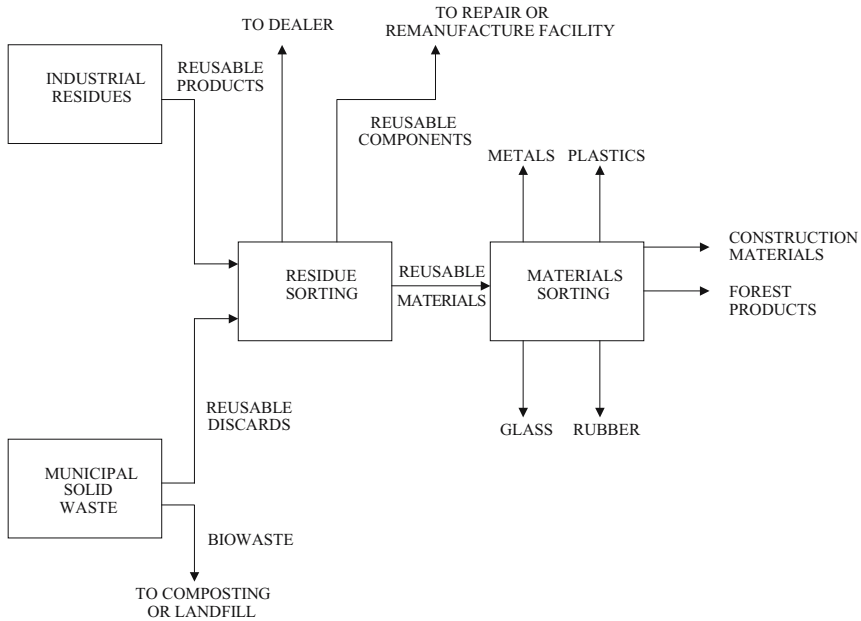 TO DEALER
TO REPAIR OR
REMANUFACTURE FACILITY
INDUSTRIAL
RESIDUES
REUSABLE
PRODUCTS
REUSABLE
COMPONENTS
METALS
PLASTICS
RESIDUE
SORTING
REUSABLE
MATERIALS
MATERIALS
SORTING
CONSTRUCTION
MATERIALS
FOREST
PRODUCTS
REUSABLE
DISCARDS
GLASS
RUBBER
MUNICIPAL
SOLID
WASTE
BIOWASTE
TO COMPOSTING
OR LANDFILL